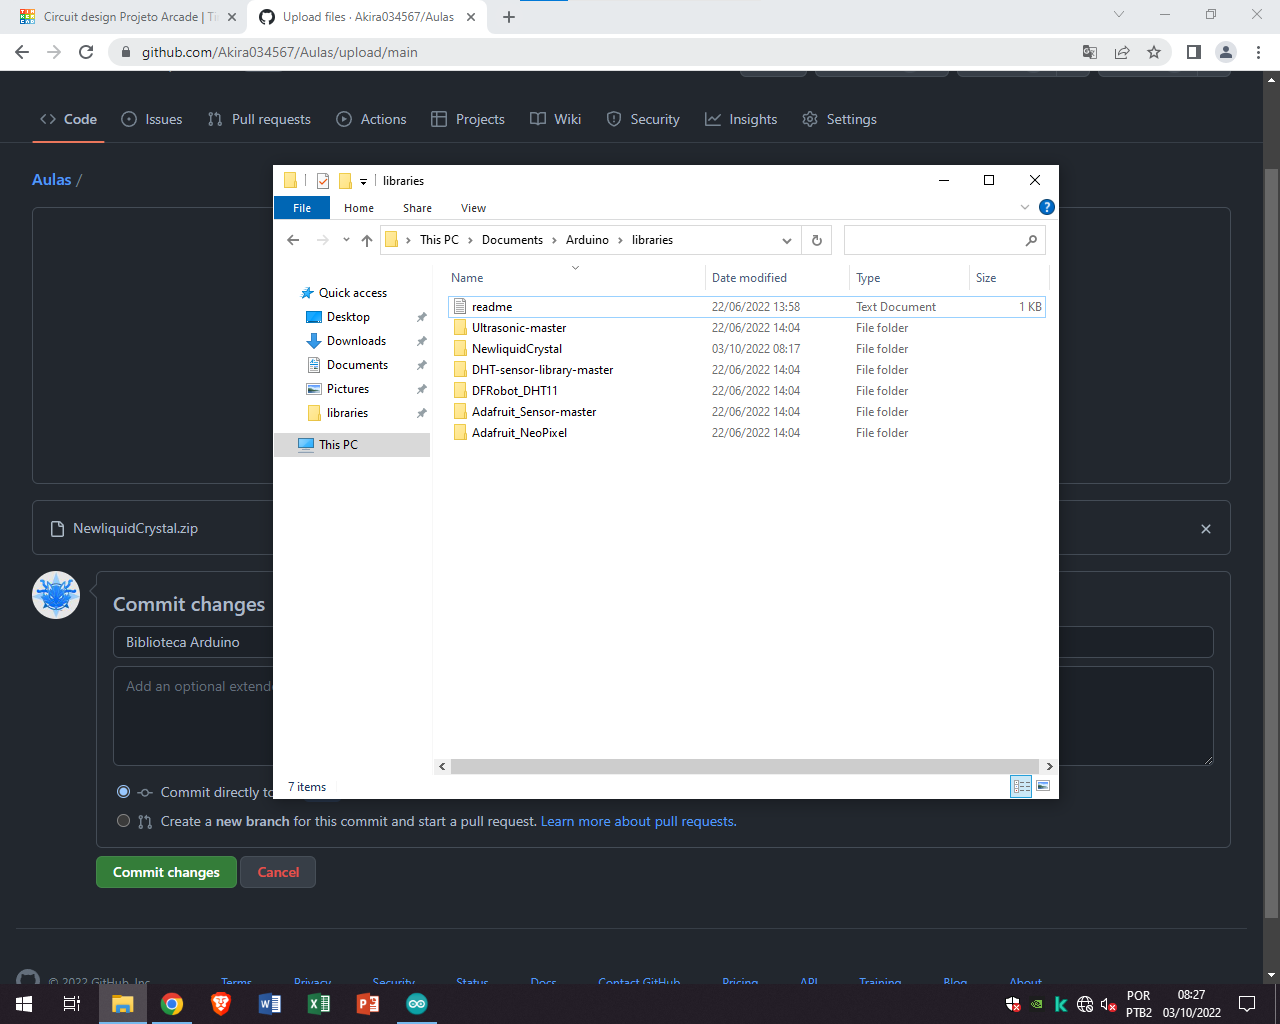 Circuit design Projeto Arcade | Ti
Upload files · Akira034567/Aulas
github.com/Akira034567/Aulas/upload/main
Code
Issues
Pull requests
Actions
Projects
Wiki
Security
Insights
Settings
Aulas /
libraries
File
Home
Share
View
This PC > Documents > Arduino > libraries
Name
Date modified
Type
Size
Quick access
Desktop
Downloads
Documents
Pictures
libraries
This PC
readme 22/06/2022 13:58 Text Document 1 KB
Ultrasonic-master 22/06/2022 14:04 File folder
NewliquidCrystal 03/10/2022 08:17 File folder
DHT-sensor-library-master 22/06/2022 14:04 File folder
DFRobot_DHT11 22/06/2022 14:04 File folder
Adafruit_Sensor-master 22/06/2022 14:04 File folder
Adafruit_NeoPixel 22/06/2022 14:04 File folder
7 items
NewliquidCrystal.zip
Commit changes
Biblioteca Arduino
Add an optional extende
Commit directly to
Create a new branch for this commit and start a pull request. Learn more about pull requests.
Commit changes
Cancel
© 2022 GitHub, Inc.
Terms
Privacy
Security
Status
Docs
Contact GitHub
Pricing
API
Training
Blog
About
POR
PTB2
08:27
03/10/2022